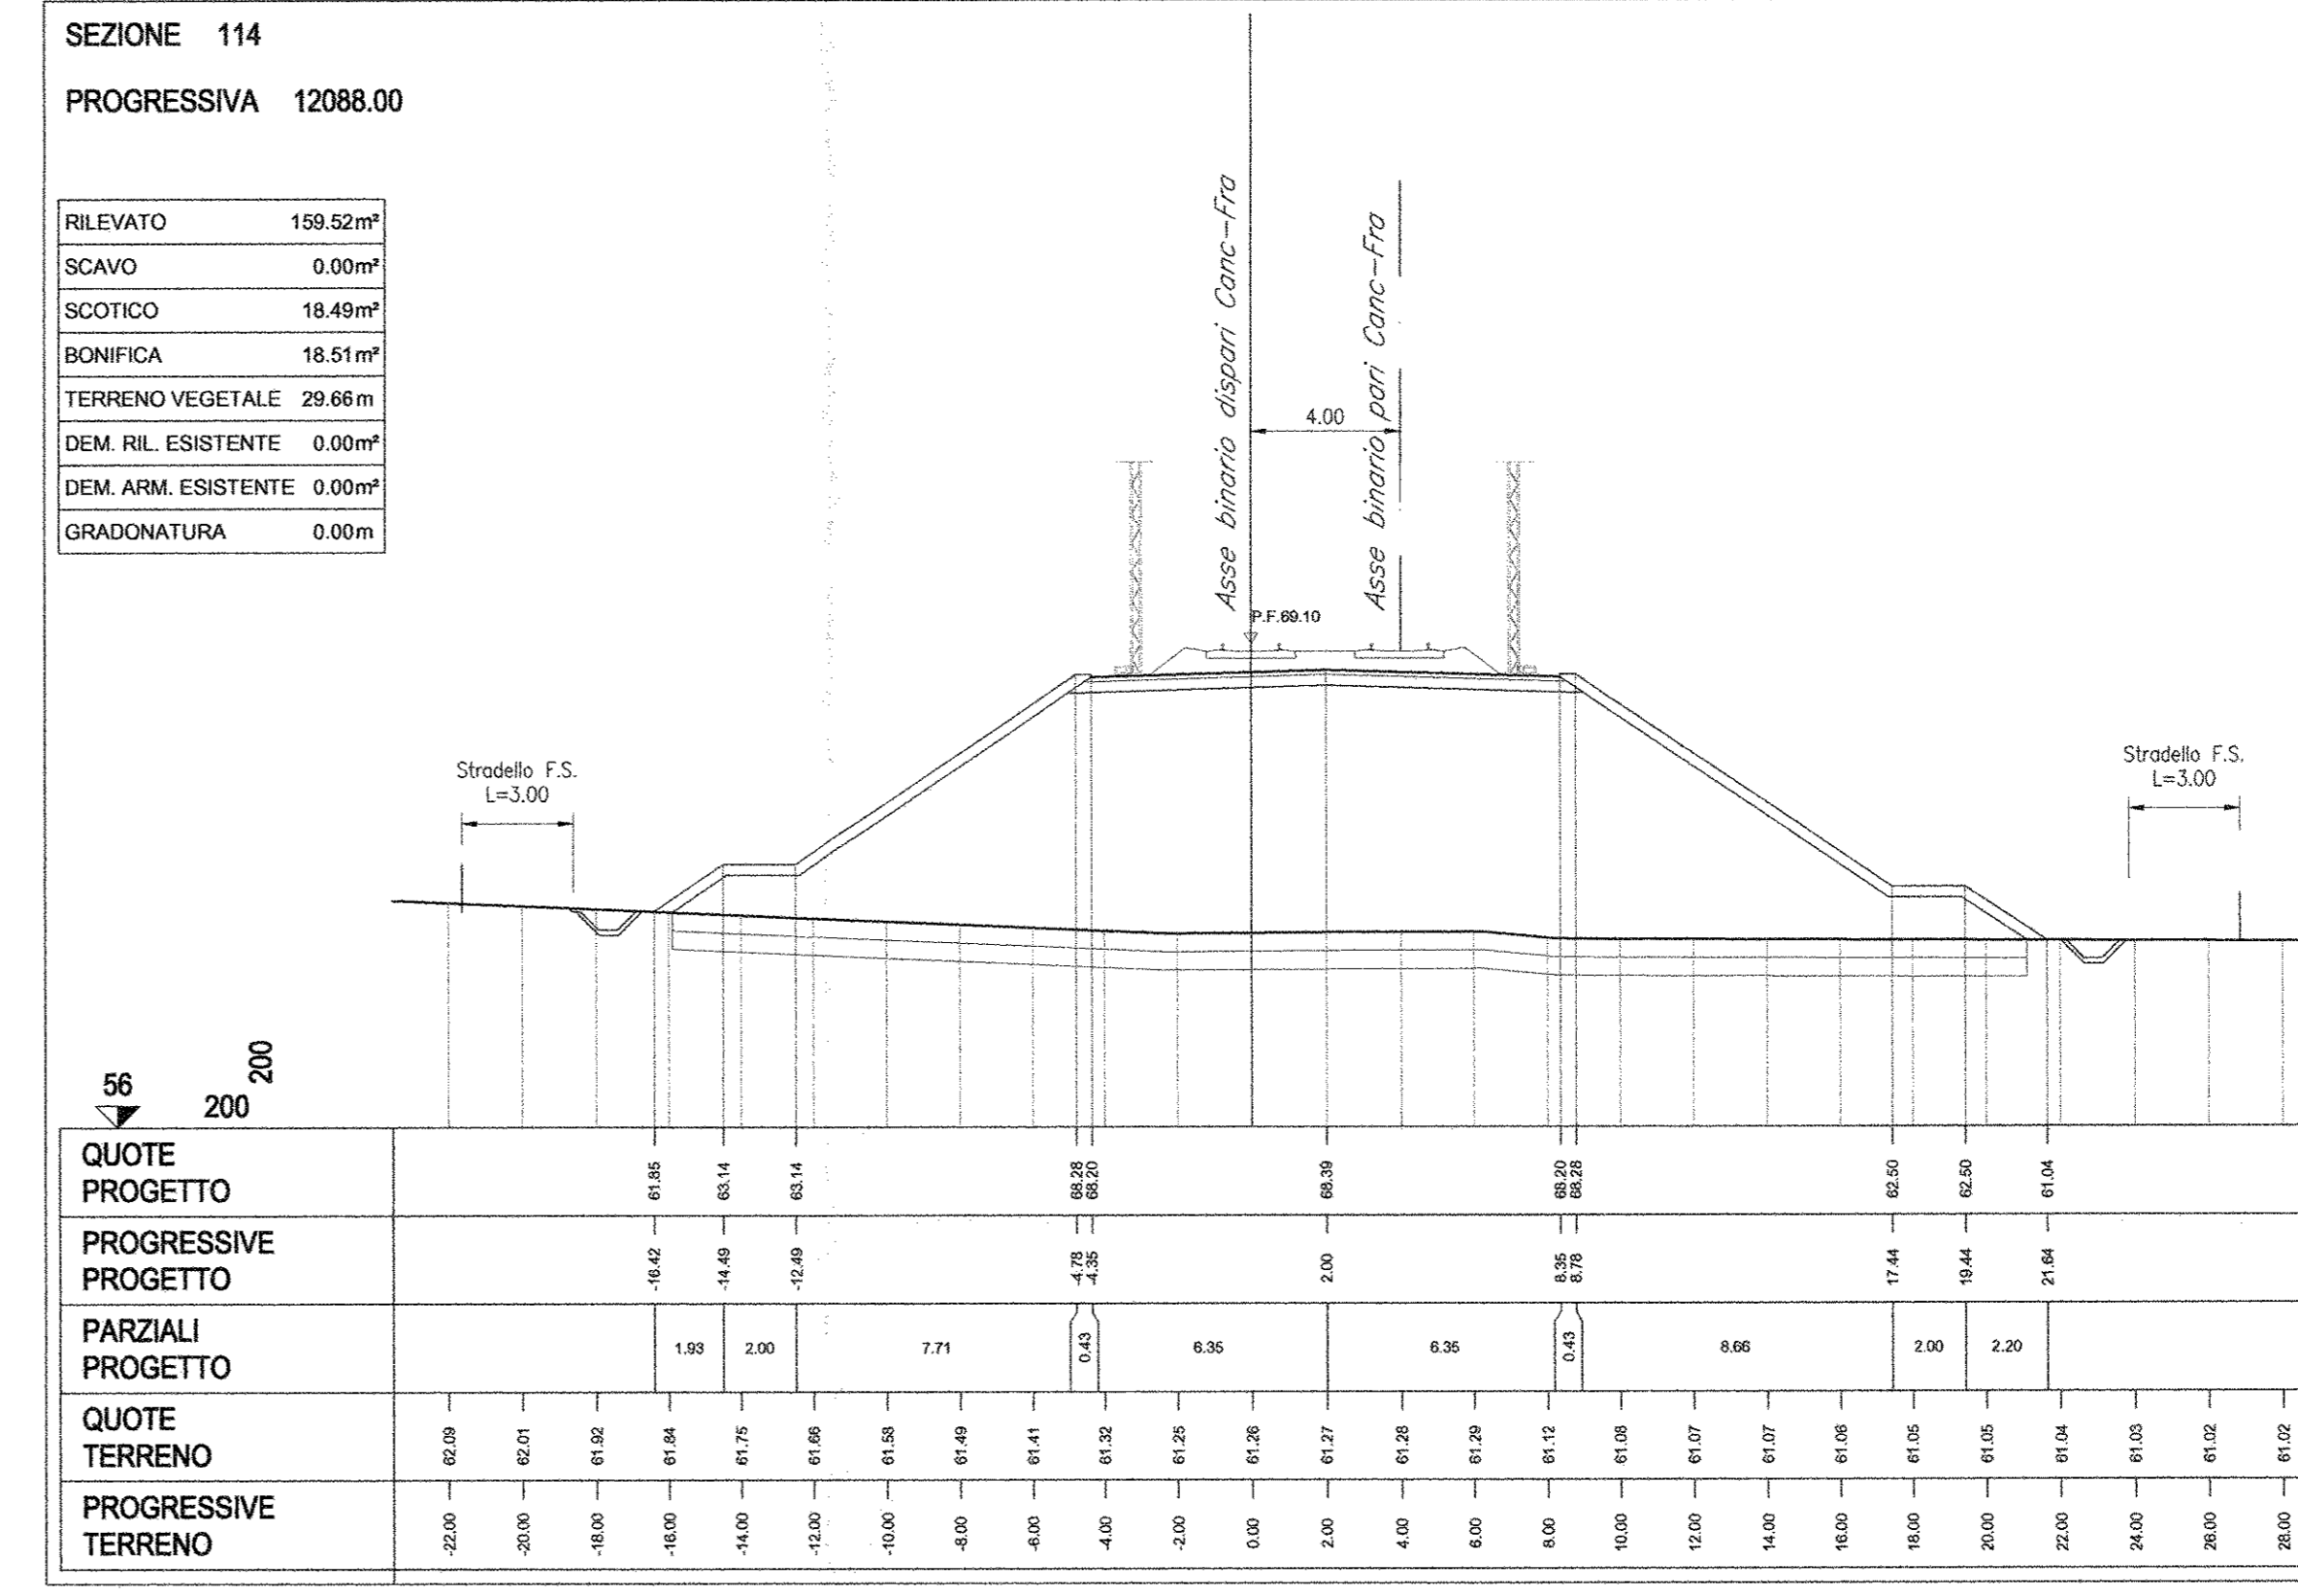 SEZIONE 114
PROGRESSIVA 12088.00
RILEVATO 159.52m²
SCAVO 0.00m²
SCOTICO 18.49m²
BONIFICA 18.51m²
TERRENO VEGETALE 29.66m
DEM. RIL. ESISTENTE 0.00m²
DEM. ARM. ESISTENTE 0.00m²
GRADONATURA 0.00m
Asse binario dispari Canc-Fra
Asse binario pari Canc-Fra
4.00
P.F.69.10
Stradello F.S.
L=3.00
Stradello F.S.
L=3.00
56
200
200
QUOTE
PROGETTO
61.85 63.14 63.14 68.28 68.20 68.39 68.20 68.28 62.50 62.50 61.04
PROGRESSIVE
PROGETTO
-16.42 -14.49 -12.49 -4.78 -4.35 2.00 8.35 8.78 17.44 19.44 21.64
PARZIALI
PROGETTO
1.93 2.00 7.71 0.43 6.35 6.35 0.43 8.66 2.00 2.20
QUOTE
TERRENO
62.09 62.01 61.92 61.84 61.75 61.66 61.58 61.49 61.41 61.32 61.25 61.26 61.27 61.28 61.29 61.12 61.08 61.07 61.07 61.06 61.05 61.05 61.04 61.03 61.02 61.02
PROGRESSIVE
TERRENO
-22.00 -20.00 -18.00 -16.00 -14.00 -12.00 -10.00 -8.00 -6.00 -4.00 -2.00 0.00 2.00 4.00 6.00 8.00 10.00 12.00 14.00 16.00 18.00 20.00 22.00 24.00 26.00 28.00